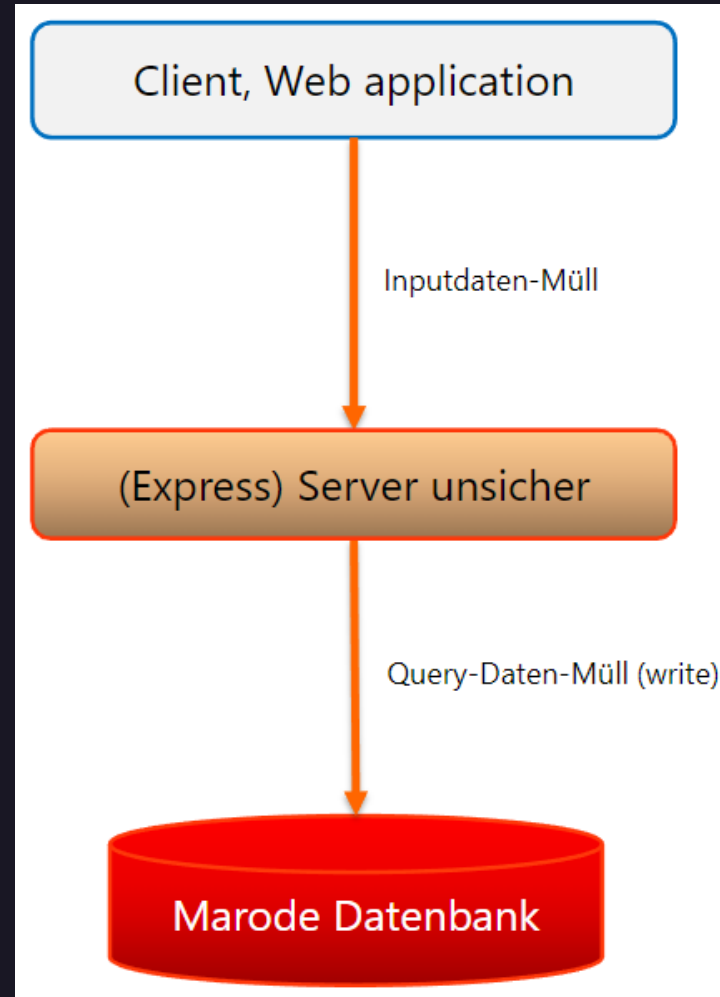 Client, Web application
Inputdaten-Müll
(Express) Server unsicher
Query-Daten-Müll (write)
Marode Datenbank